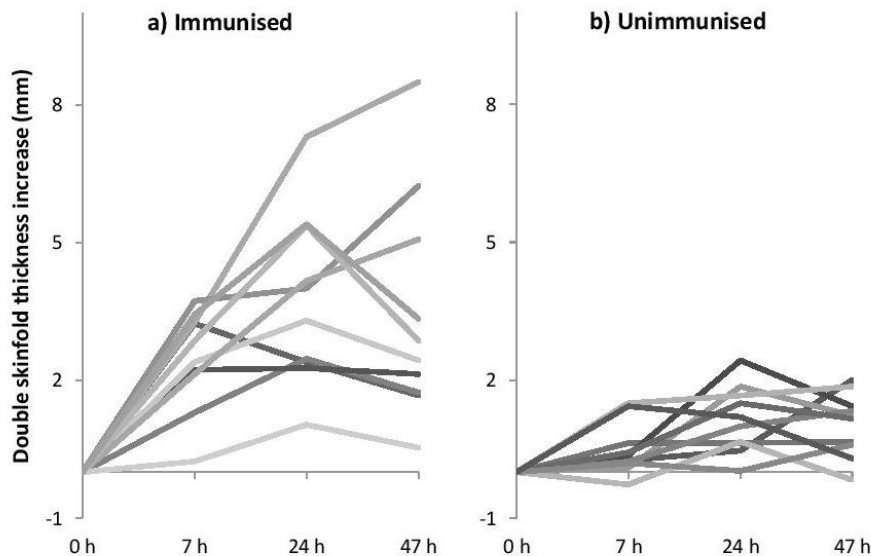 a) Immunised
b) Unimmunised
Double skinfold thickness increase (mm)
8
5
2
-1
0 h 7 h 24 h 47 h
8
5
2
-1
0 h 7 h 24 h 47 h